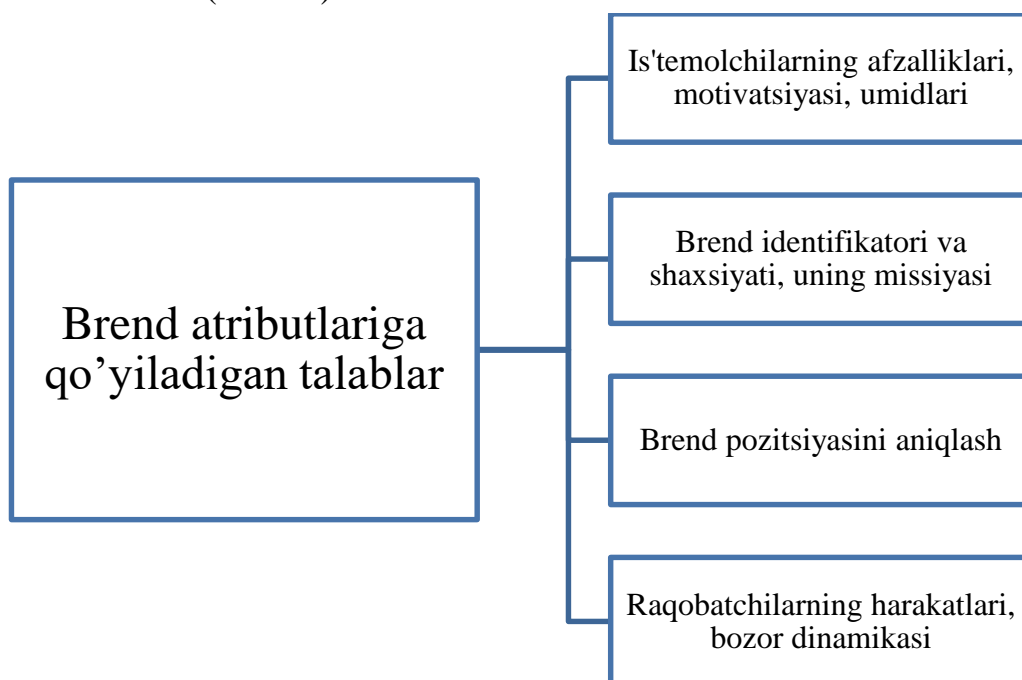 Is'temolchilarning afzalliklari,
motivatsiyasi, umidlari
Brend identifikatori va
shaxsiyati, uning missiyasi
Brend atributlariga
qo’yiladigan talablar
Brend pozitsiyasini aniqlash
Raqobatchilarning harakatlari,
bozor dinamikasi